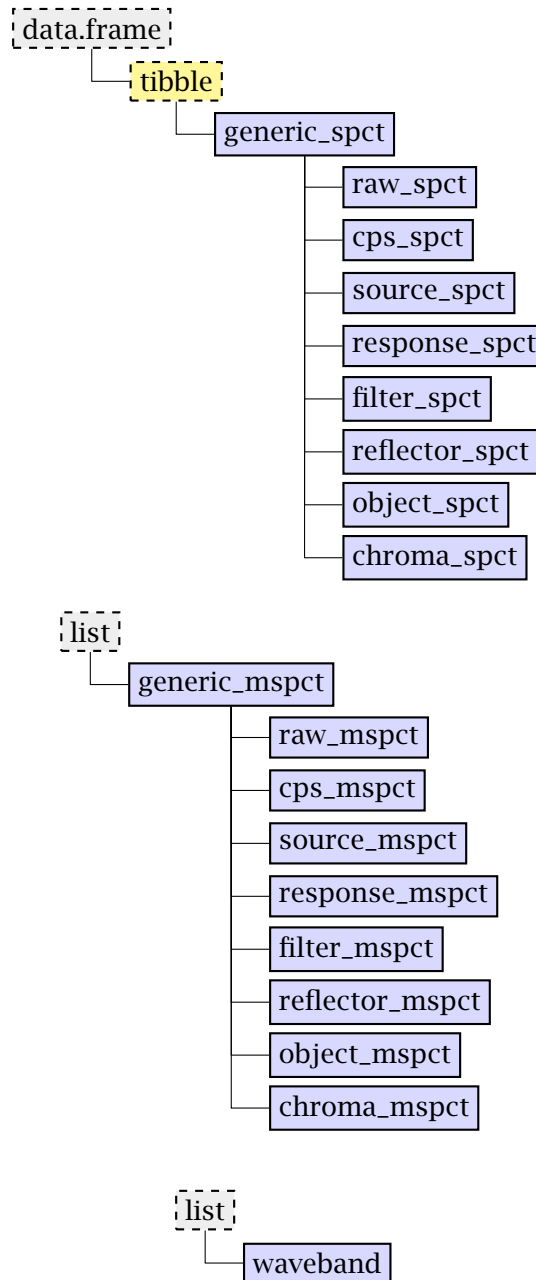 data.frame
tibble
generic_spct
raw_spct
cps_spct
source_spct
response_spct
filter_spct
reflector_spct
object_spct
chroma_spct
list
generic_mspct
raw_mspct
cps_mspct
source_mspct
response_mspct
filter_mspct
reflector_mspct
object_mspct
chroma_mspct
list
waveband